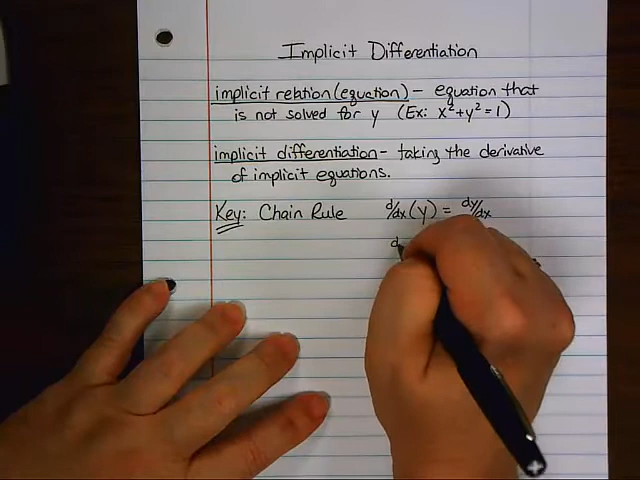 Implicit Differentiation
implicit relation (equation) - equation that
is not solved for y (Ex: x²+y²=1)
implicit differentiation - taking the derivative
of implicit equations.
Key: Chain Rule d/dx (y) = dy/dx
d